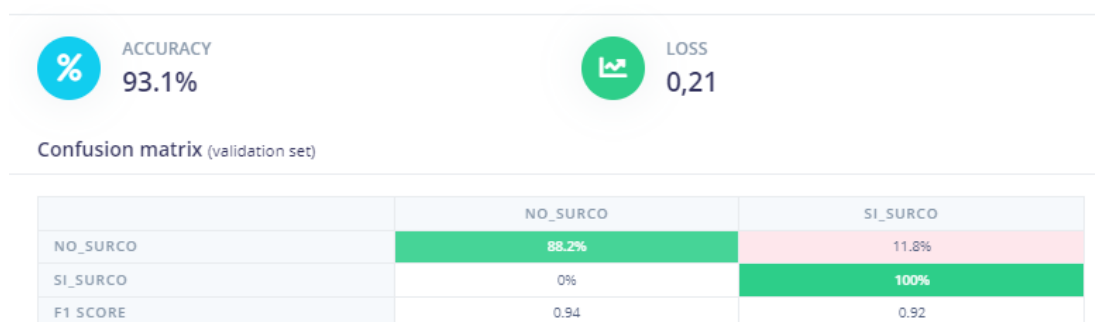 ACCURACY
93.1%
LOSS
0,21
Confusion matrix (validation set)
NO_SURCO SI_SURCO
NO_SURCO 88.2% 11.8%
SI_SURCO 0% 100%
F1 SCORE 0.94 0.92